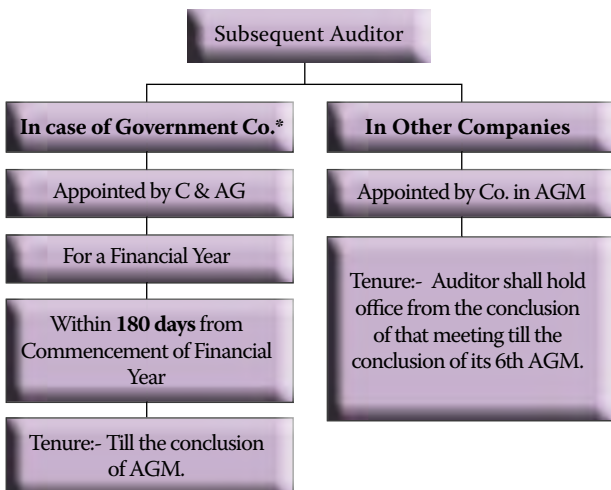 Subsequent Auditor
In case of Government Co.*
Appointed by C & AG
For a Financial Year
Within 180 days from
Commencement of Financial
Year
Tenure:- Till the conclusion
of AGM.
In Other Companies
Appointed by Co. in AGM
Tenure:- Auditor shall hold
office from the conclusion
of that meeting till the
conclusion of its 6th AGM.